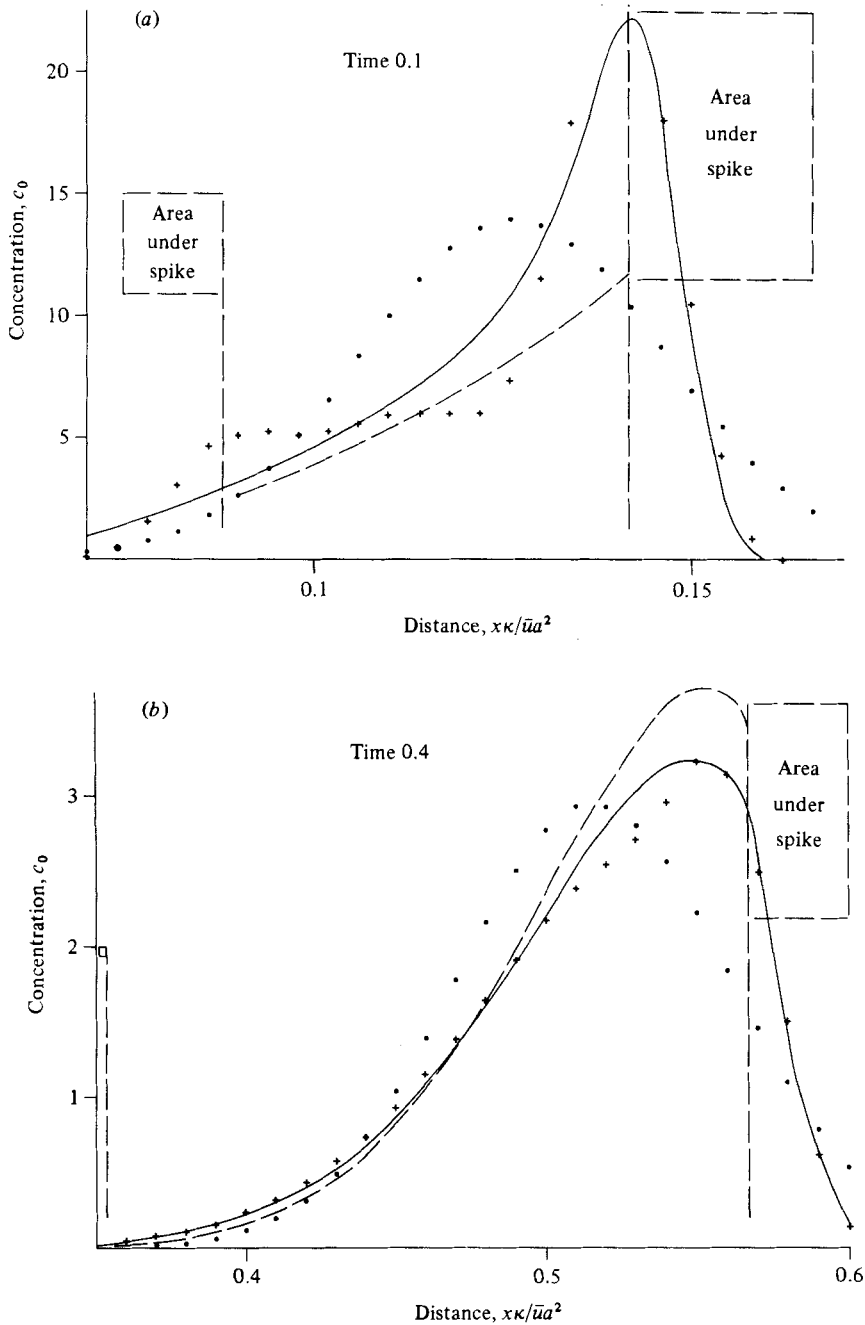 (a)
Time 0.1
20
15
10
5
Concentration, c₀
Area
under
spike
Area
under
spike
0.1
0.15
Distance, xκ/ūa²
(b)
Time 0.4
3
2
1
Concentration, c₀
Area
under
spike
0.4
0.5
0.6
Distance, xκ/ūa²